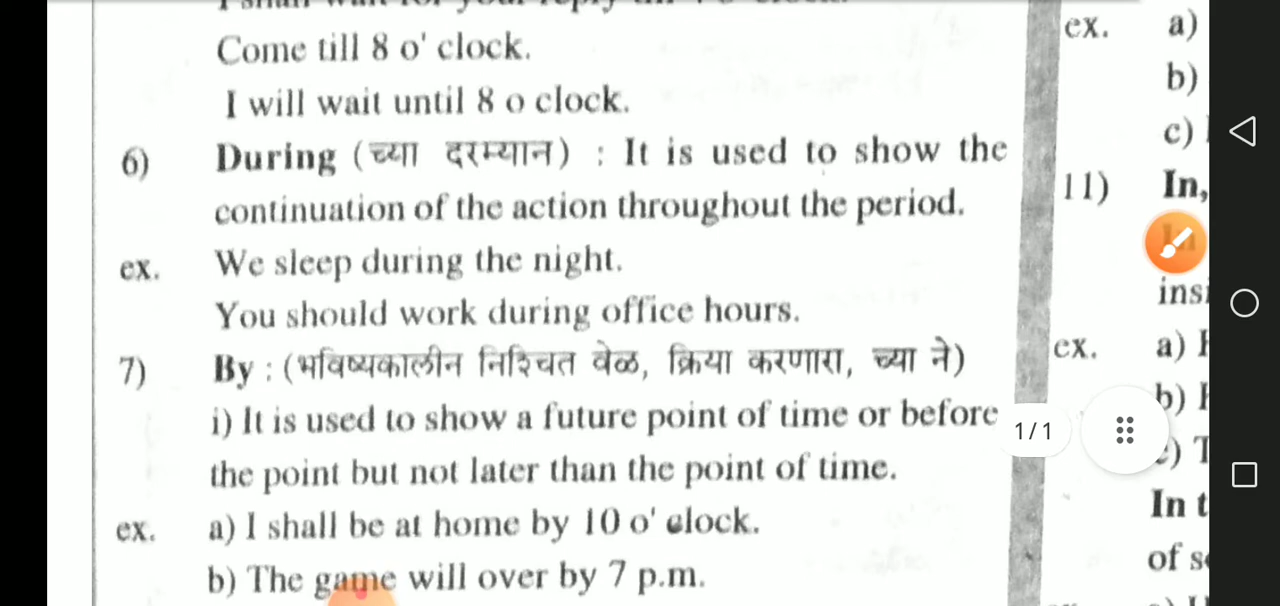 Come till 8 o' clock.
I will wait until 8 o clock.
6) During (च्या दरम्यान) : It is used to show the
continuation of the action throughout the period.
ex. We sleep during the night.
You should work during office hours.
7) By : (भविष्यकालीन निश्चित वेळ, क्रिया करणारा, च्या ने)
i) It is used to show a future point of time or before
the point but not later than the point of time.
ex. a) I shall be at home by 10 o' clock.
b) The game will over by 7 p.m.
ex. a)
b)
c)
11) In,
ex. a)
b)
In t
1/1